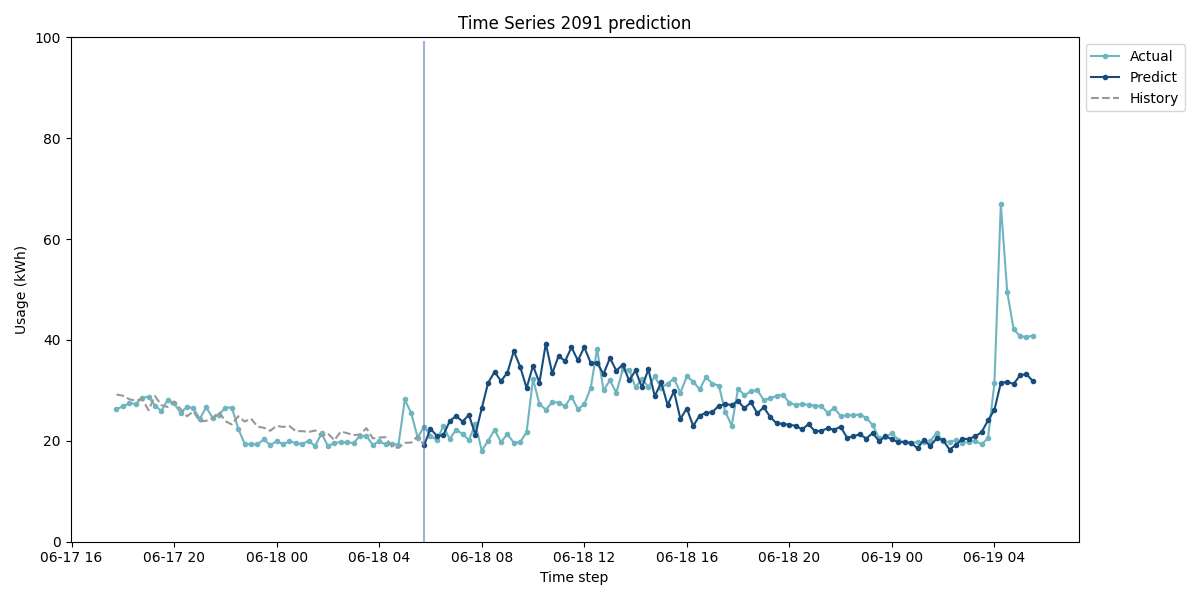 Time Series 2091 prediction
100
80
60
40
20
0
Usage (kWh)
06-17 16
06-17 20
06-18 00
06-18 04
06-18 08
06-18 12
06-18 16
06-18 20
06-19 00
06-19 04
Time step
Actual
Predict
History